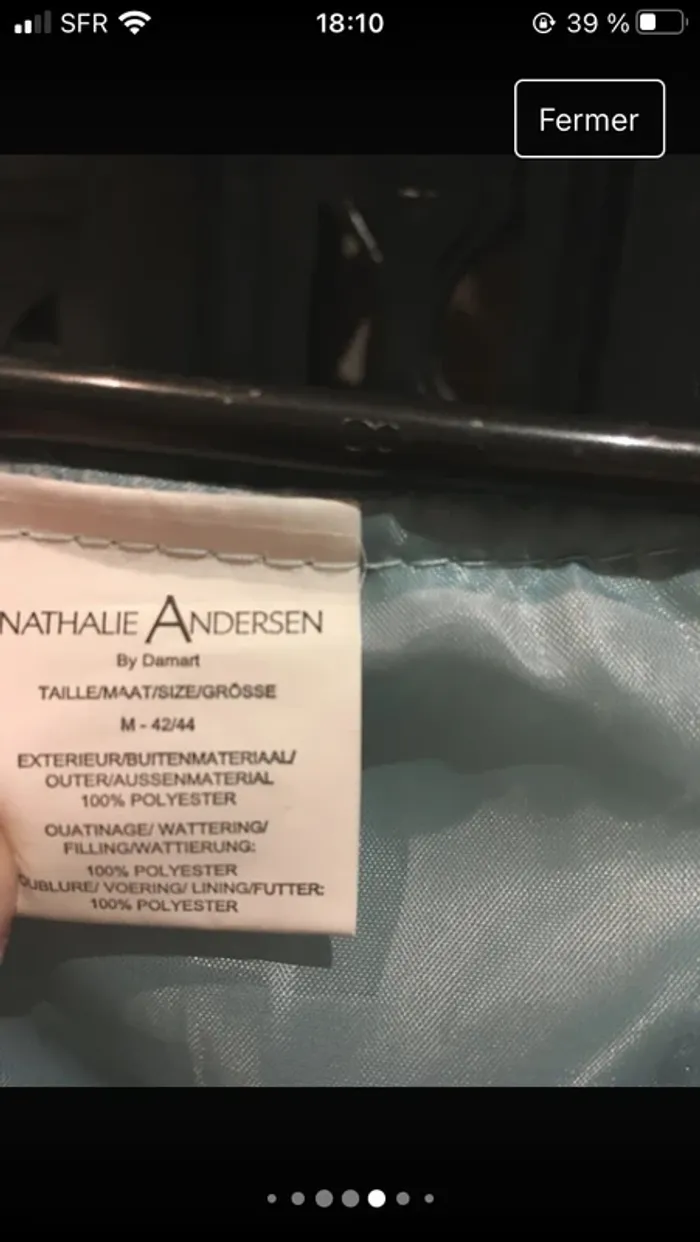 SFR 18:10 39 %
Fermer
NATHALIE ANDERSEN
By Damart
TAILLE/MAAT/SIZE/GRÖSSE
M - 42/44
EXTERIEUR/BUITENMATERIAAL/
OUTER/AUSSENMATERIAL
100% POLYESTER
OUATINAGE/ WATTERING/
FILLING/WATTIERUNG:
100% POLYESTER
OUBLURE/ VOERING/ LINING/FUTTER:
100% POLYESTER